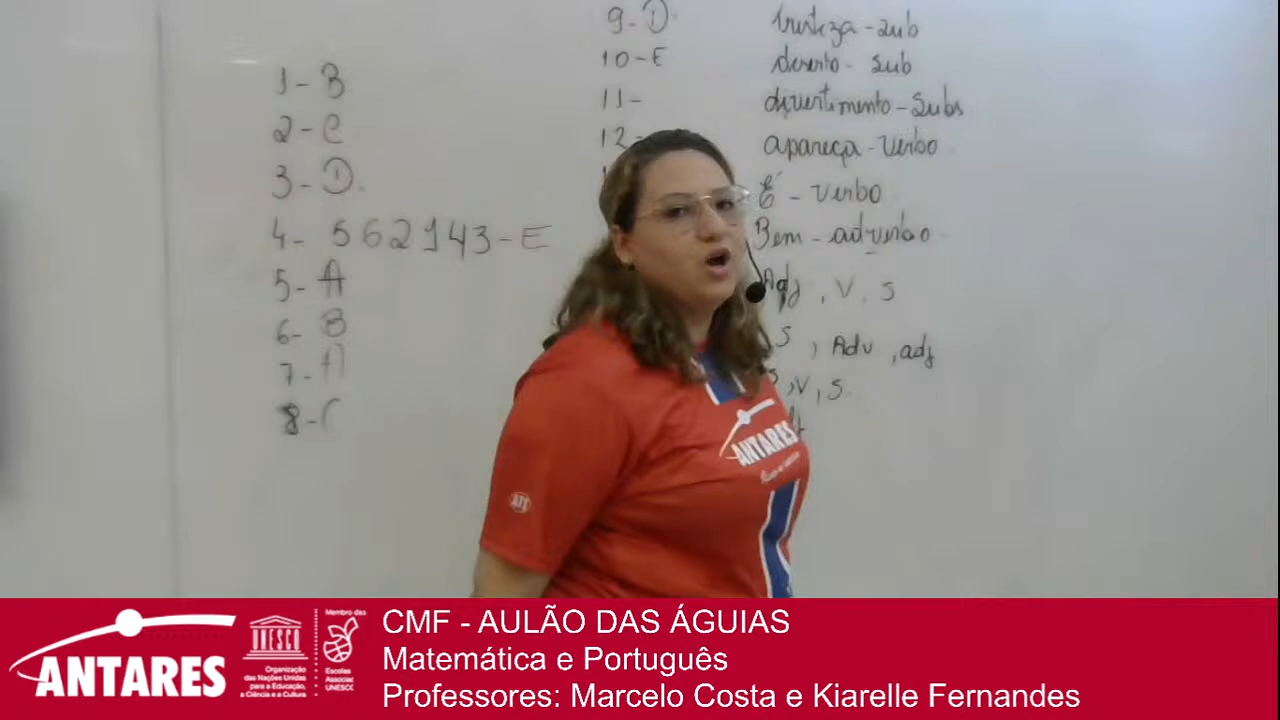 1-B
2-C
3-D.
4- 562143-E
5-A
6-B
7-A
8-C
9-D.
10-E
11-
12-
tristeza-sub
deserto- sub
divertimento-Subs
apareça-Verbo
É - verbo
Bem-advérbio
Adj, V, S
S, Adv, adj
S, V, S.
ANTARES
ANTARES
UNESCO
Organização
das Nações Unidas
para a Educação,
a Ciência e a Cultura
Membro das
Escolas
Associadas
UNESCO
CMF - AULÃO DAS ÁGUIAS
Matemática e Português
Professores: Marcelo Costa e Kiarelle Fernandes